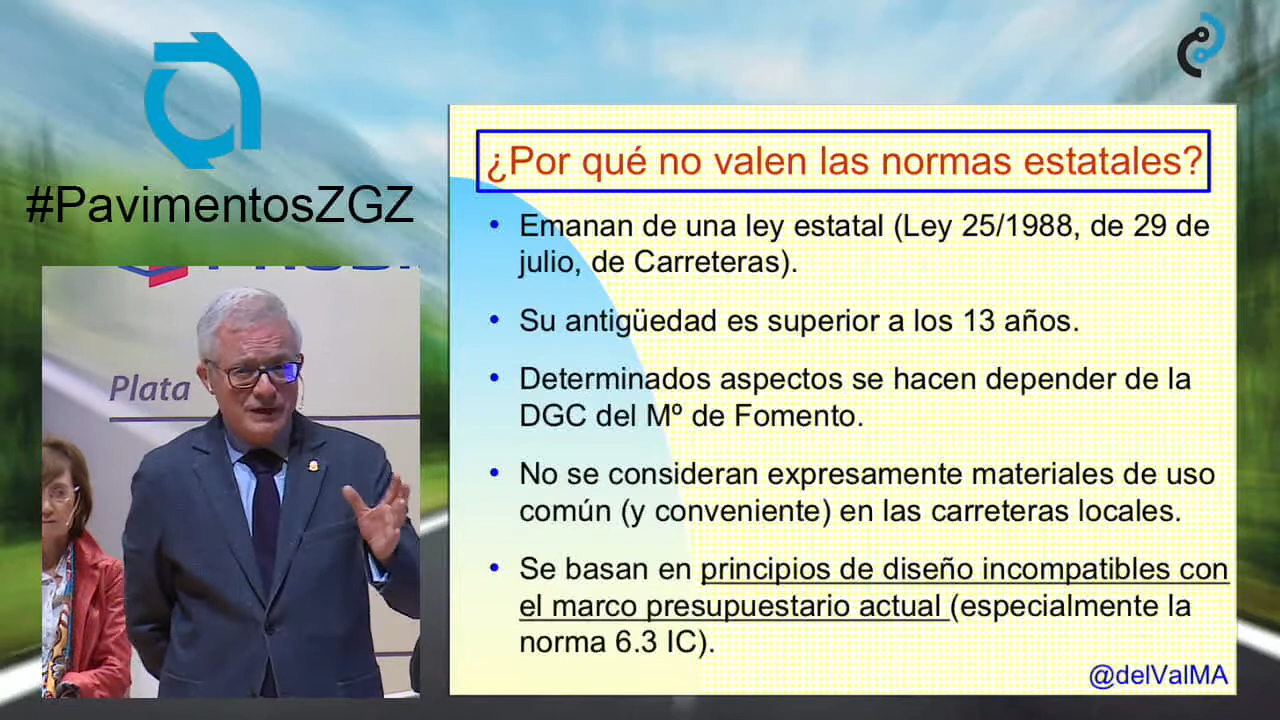 #PavimentosZGZ
Plata
¿Por qué no valen las normas estatales?
• Emanan de una ley estatal (Ley 25/1988, de 29 de
julio, de Carreteras).
• Su antigüedad es superior a los 13 años.
• Determinados aspectos se hacen depender de la
DGC del Mº de Fomento.
• No se consideran expresamente materiales de uso
común (y conveniente) en las carreteras locales.
• Se basan en principios de diseño incompatibles con
el marco presupuestario actual (especialmente la
norma 6.3 IC).
@delValMA